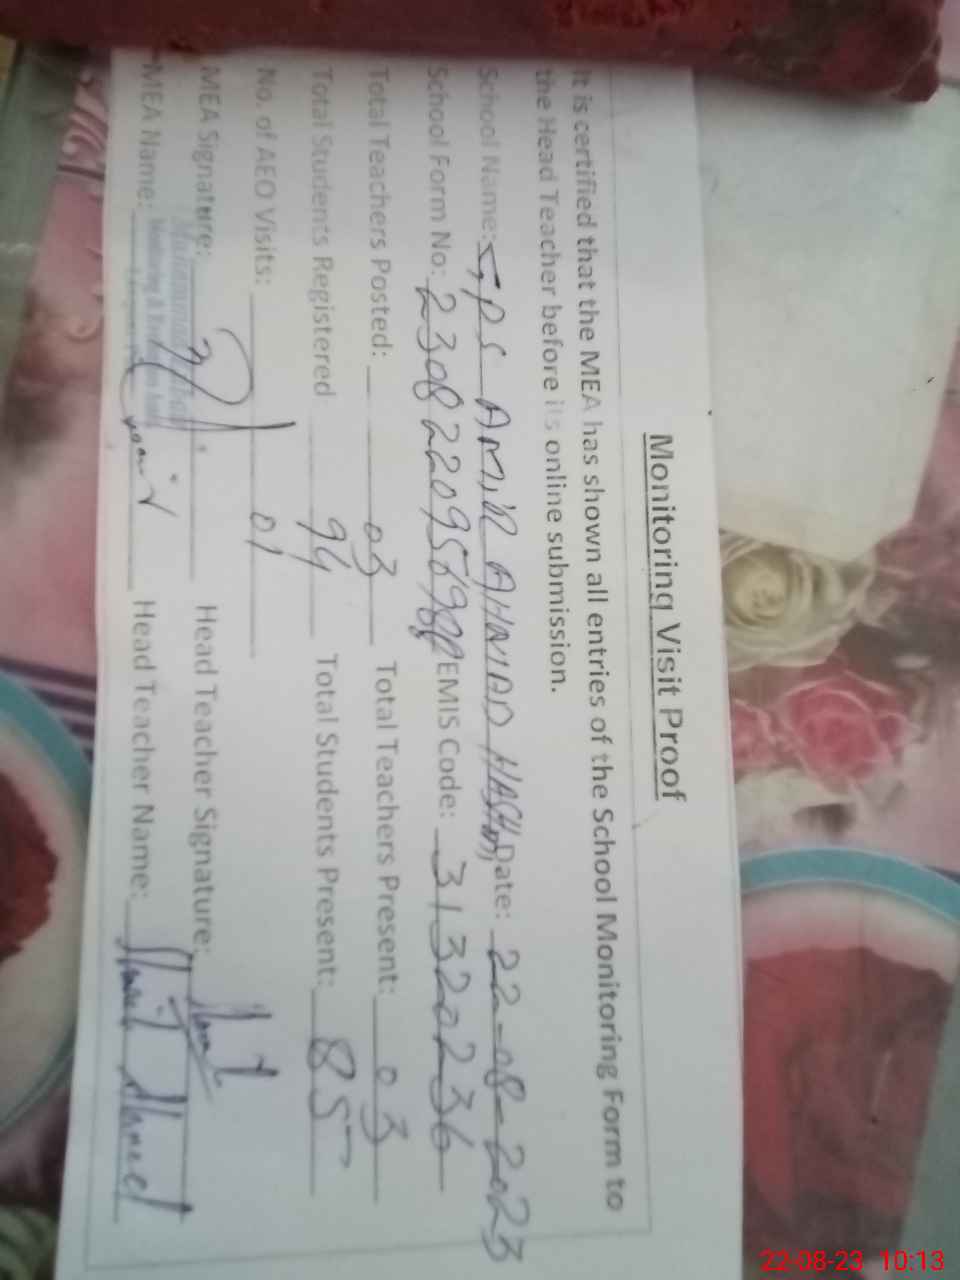 Monitoring Visit Proof
It is certified that the MEA has shown all entries of the School Monitoring Form to
the Head Teacher before its online submission.
School Name: GPS AMIR AHMAD HASHMI Date: 22-08-2023
School Form No: EMIS Code: 31320236
Total Teachers Posted: 03 Total Teachers Present: 03
Total Students Registered 94 Total Students Present: 85
No. of AEO Visits: 01
MEA Signature: Head Teacher Signature:
MEA Name: Head Teacher Name:
22-08-23 10:13